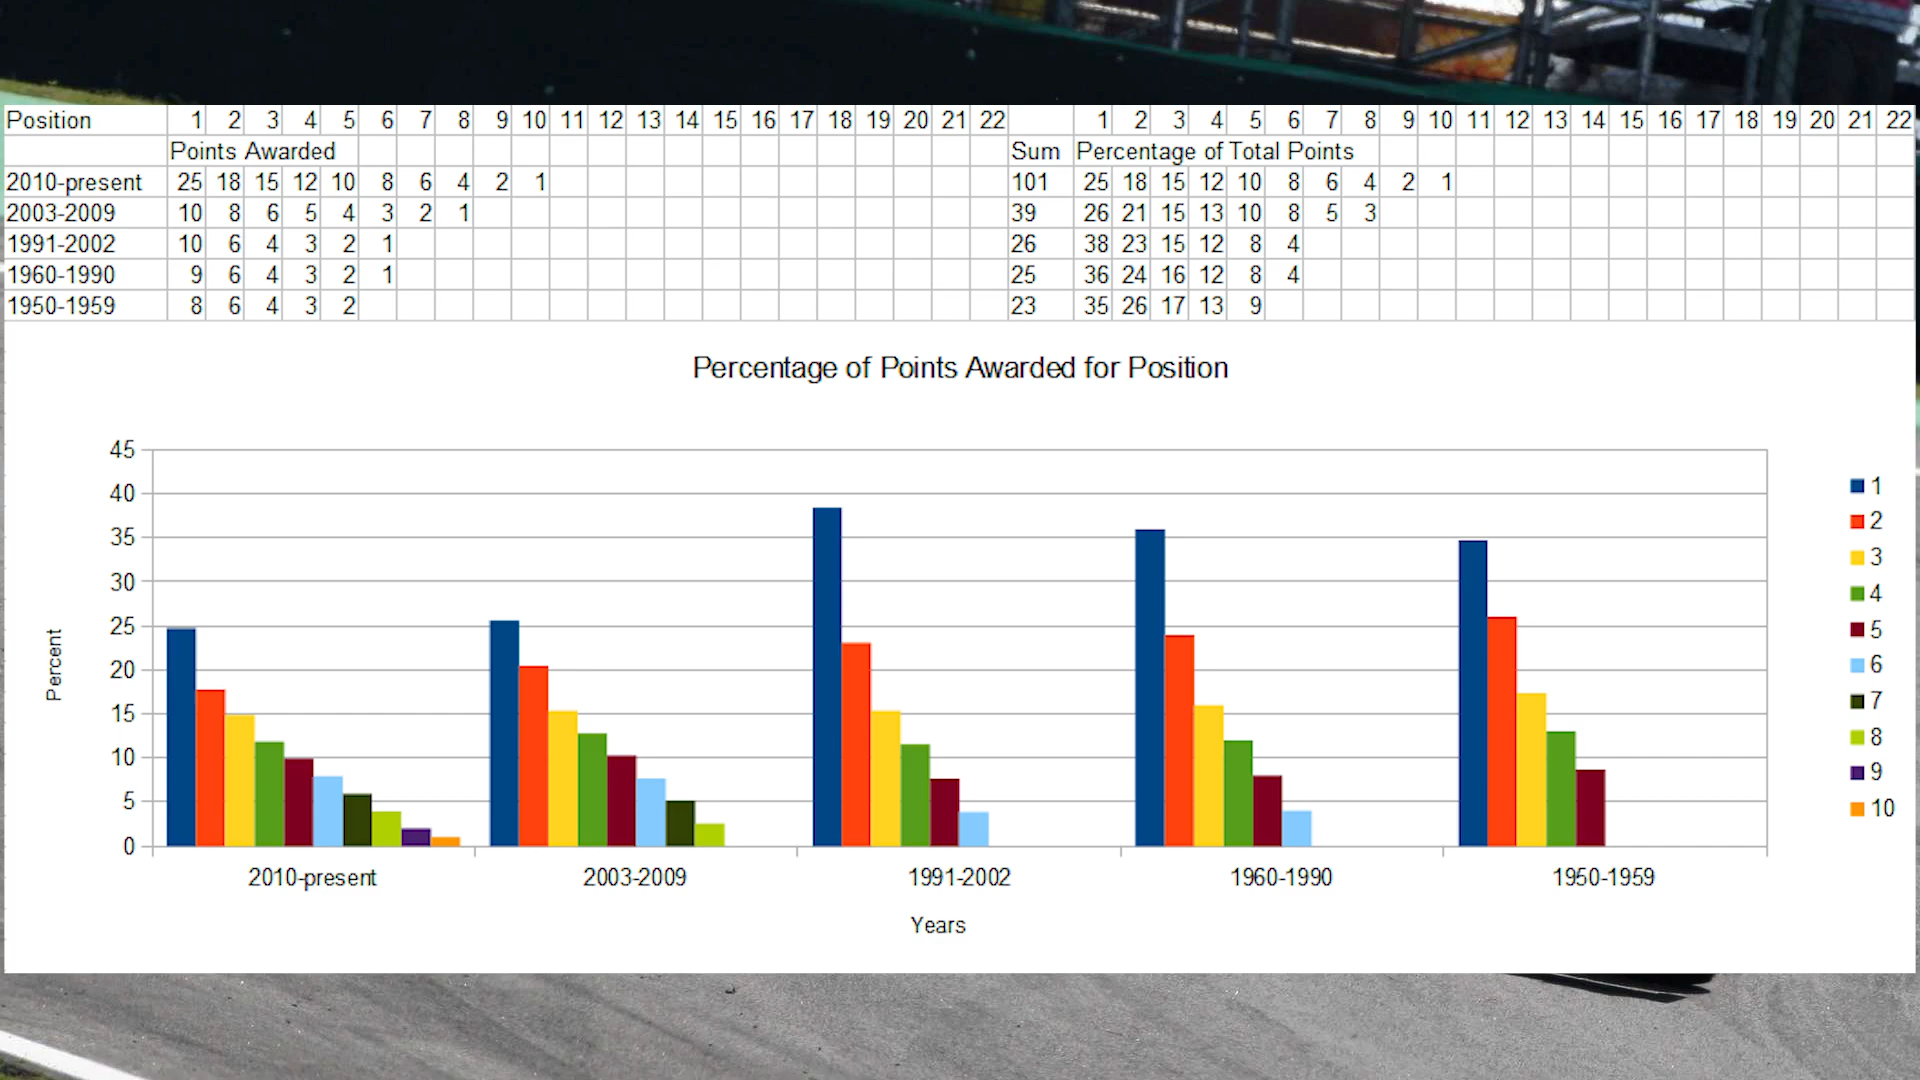 Position 1 2 3 4 5 6 7 8 9 10 11 12 13 14 15 16 17 18 19 20 21 22 1 2 3 4 5 6 7 8 9 10 11 12 13 14 15 16 17 18 19 20 21 22
Points Awarded Sum Percentage of Total Points
2010-present 25 18 15 12 10 8 6 4 2 1 101 25 18 15 12 10 8 6 4 2 1
2003-2009 10 8 6 5 4 3 2 1 39 26 21 15 13 10 8 5 3
1991-2002 10 6 4 3 2 1 26 38 23 15 12 8 4
1960-1990 9 6 4 3 2 1 25 36 24 16 12 8 4
1950-1959 8 6 4 3 2 23 35 26 17 13 9
Percentage of Points Awarded for Position
45
40
35
30
25
20
15
10
5
0
Percent
2010-present 2003-2009 1991-2002 1960-1990 1950-1959
Years
1
2
3
4
5
6
7
8
9
10